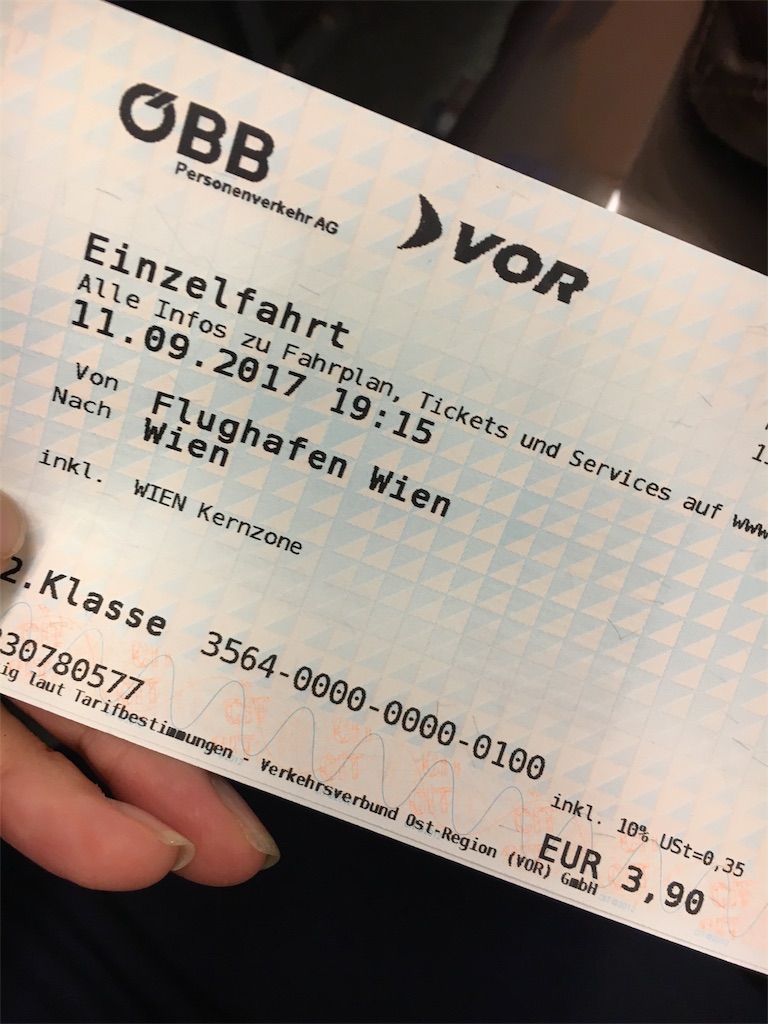 ÖBB
Personenverkehr AG
VOR
Einzelfahrt
Alle Infos zu Fahrplan, Tickets und Services auf www
11.09.2017 19:15
Von Flughafen Wien
Nach Wien
inkl. WIEN Kernzone
2.Klasse 3564-0000-0000-0100
30780577
inkl. 10% USt=0,35
EUR 3,90
ig laut Tarifbestimmungen - Verkehrsverbund Ost-Region (VOR) GmbH